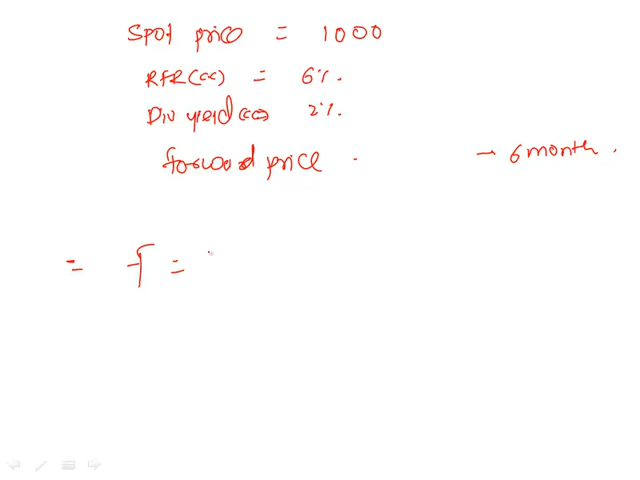 Spot price = 1000
RFR(cc) = 6%.
Div yield (cc) 2%.
forward price . → 6 month .
= F =